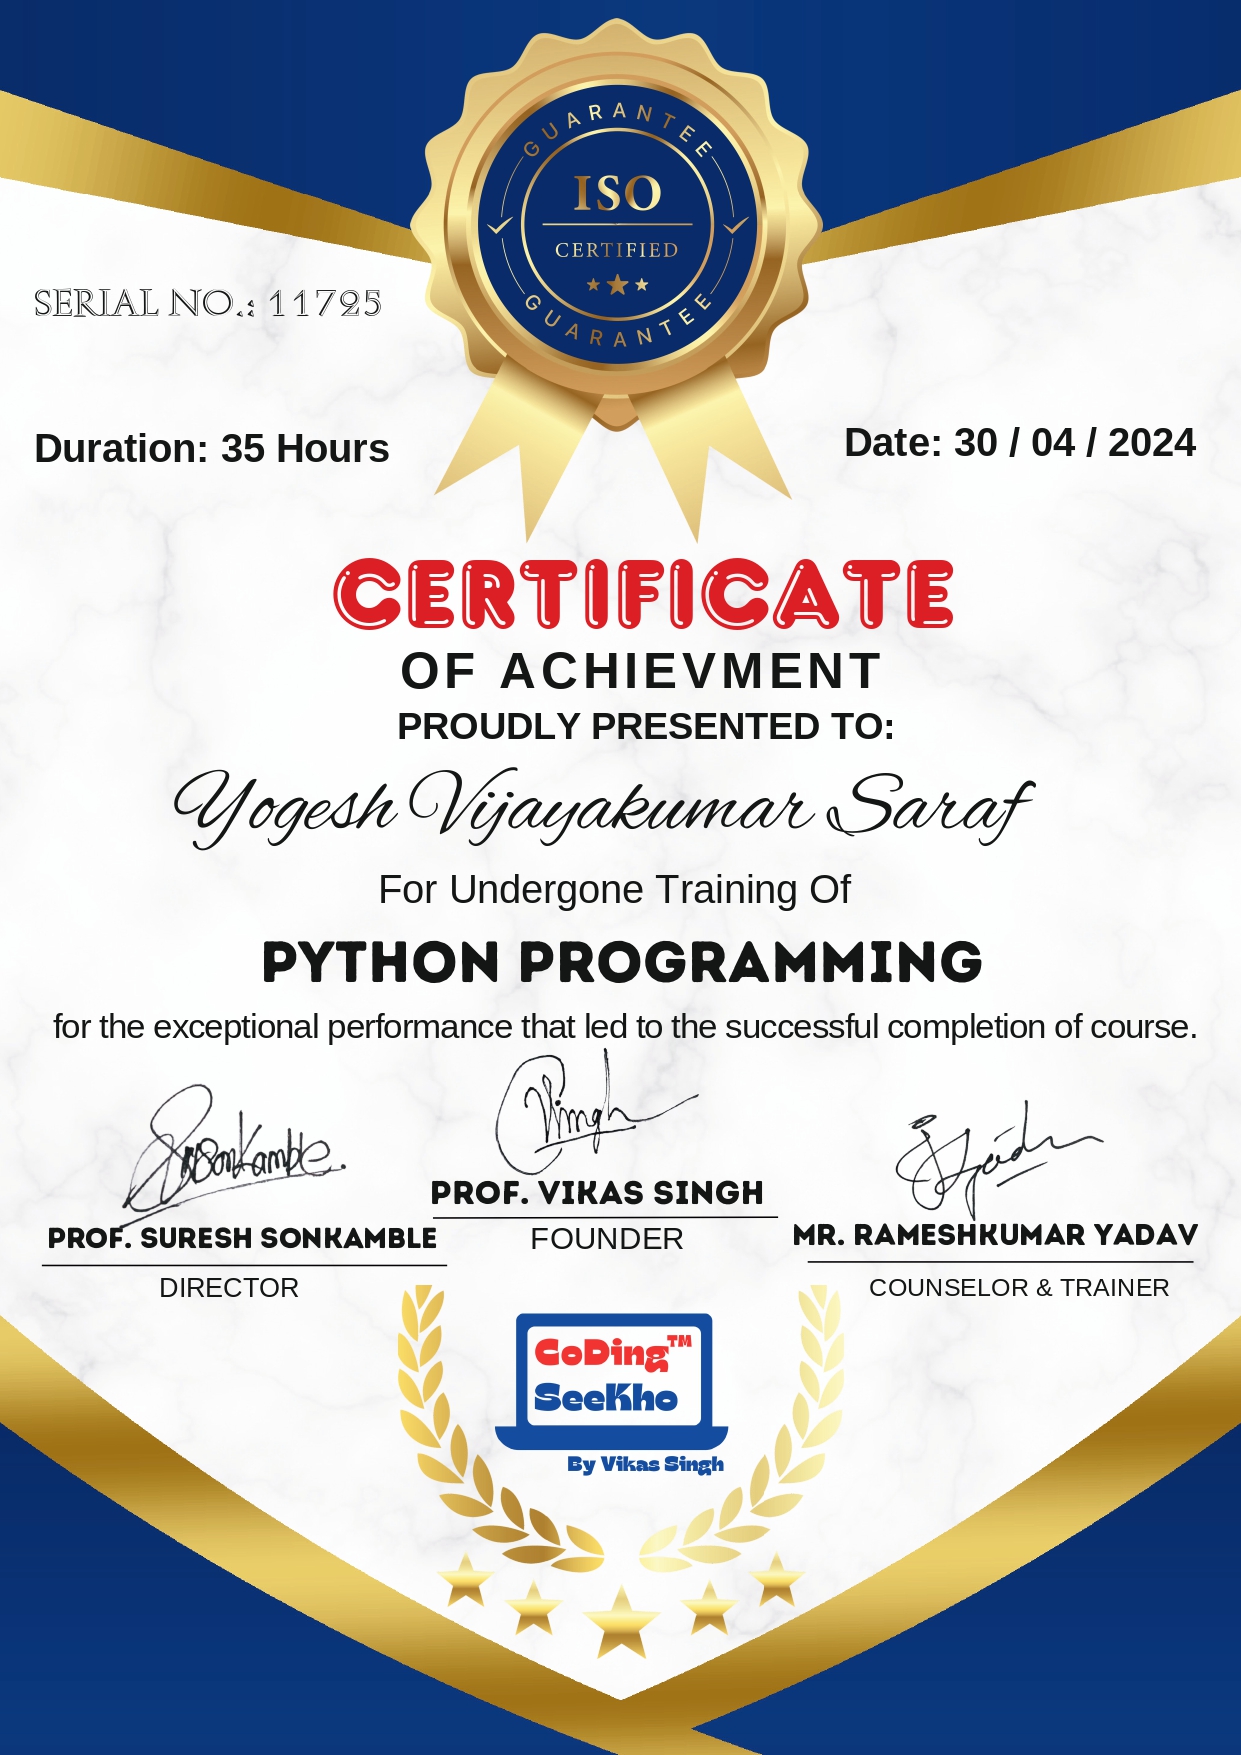 GUARANTEE
ISO
CERTIFIED
GUARANTEE
SERIAL NO.: 11725
Duration: 35 Hours
Date: 30 / 04 / 2024
CERTIFICATE
OF ACHIEVMENT
PROUDLY PRESENTED TO:
Yogesh Vijayakumar Saraf
For Undergone Training Of
PYTHON PROGRAMMING
for the exceptional performance that led to the successful completion of course.
PROF. SURESH SONKAMBLE
DIRECTOR
PROF. VIKAS SINGH
FOUNDER
MR. RAMESHKUMAR YADAV
COUNSELOR & TRAINER
CoDing™
SeeKho
By Vikas Singh